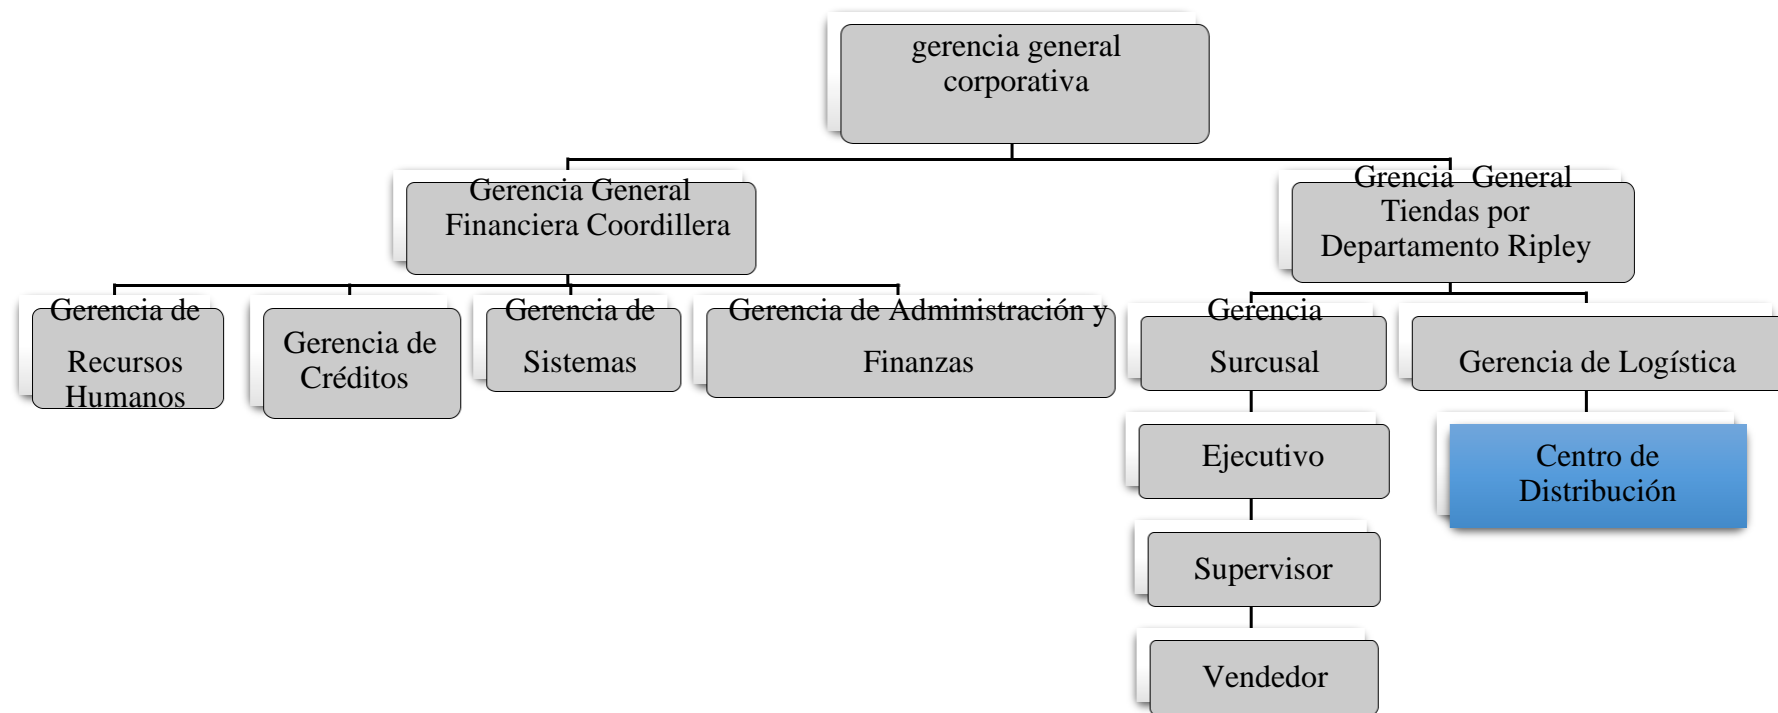 gerencia general
corporativa
Gerencia General
Financiera Coordillera
Grencia General
Tiendas por
Departamento Ripley
Gerencia de
Recursos
Humanos
Gerencia de
Créditos
Gerencia de
Sistemas
Gerencia de Administración y
Finanzas
Gerencia
Surcusal
Gerencia de Logística
Ejecutivo
Centro de
Distribución
Supervisor
Vendedor